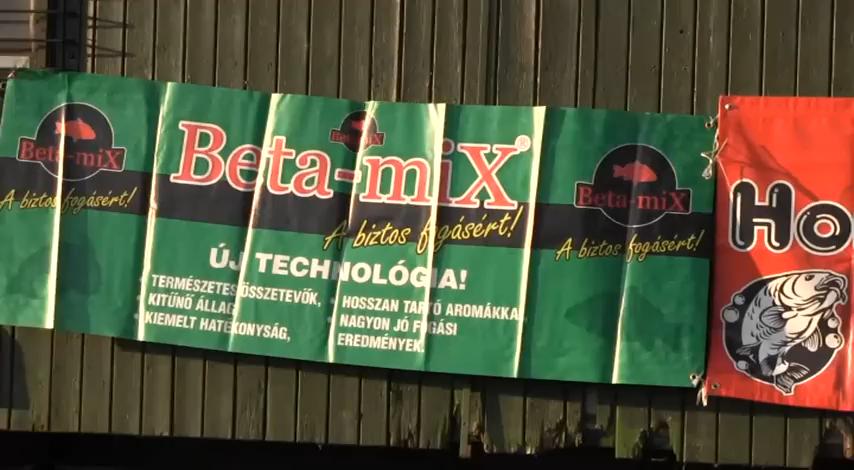 Beta-miX
A biztos fogásért!
Beta-miX
Beta-miX®
A biztos fogásért!
ÚJ TECHNOLÓGIA!
TERMÉSZETES ÖSSZETEVŐK,
KITŰNŐ ÁLLAG
KIEMELT HATÉKONYSÁG,
HOSSZAN TARTÓ AROMÁKKAL
NAGYON JÓ FOGÁSI
EREDMÉNYEK.
Beta-miX
A biztos fogásért!
Ho